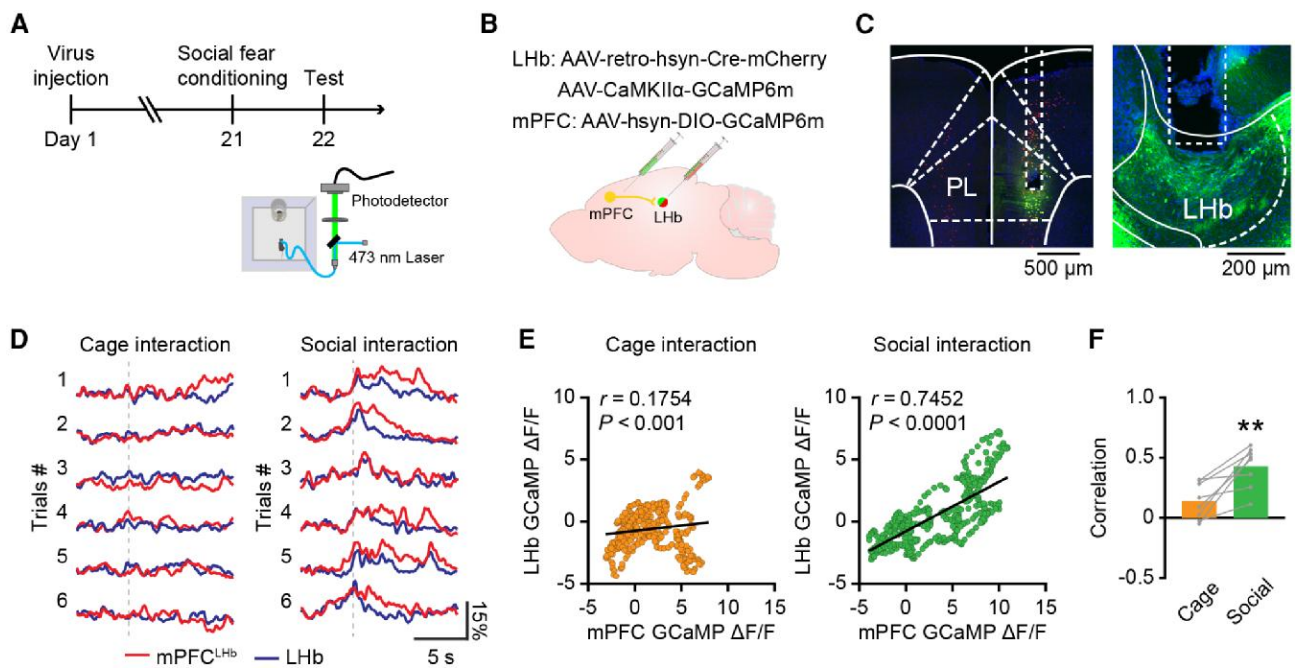 A
Virus injection
Social fear conditioning
Test
Day 1
21
22
Photodetector
473 nm Laser
B
LHb: AAV-retro-hsyn-Cre-mCherry
AAV-CaMKIIα-GCaMP6m
mPFC: AAV-hsyn-DIO-GCaMP6m
mPFC
LHb
C
PL
500 µm
LHb
200 µm
D
Cage interaction
Social interaction
Trials #
1
2
3
4
5
6
Trials #
1
2
3
4
5
6
15%
5 s
mPFCᴸᴴᵇ
LHb
E
Cage interaction
LHb GCaMP ΔF/F
10
5
0
-5
r = 0.1754
P < 0.001
-5 0 5 10 15
mPFC GCaMP ΔF/F
Social interaction
LHb GCaMP ΔF/F
10
5
0
-5
r = 0.7452
P < 0.0001
-5 0 5 10 15
mPFC GCaMP ΔF/F
F
Correlation
1.0
0.5
0
-0.5
**
Cage
Social